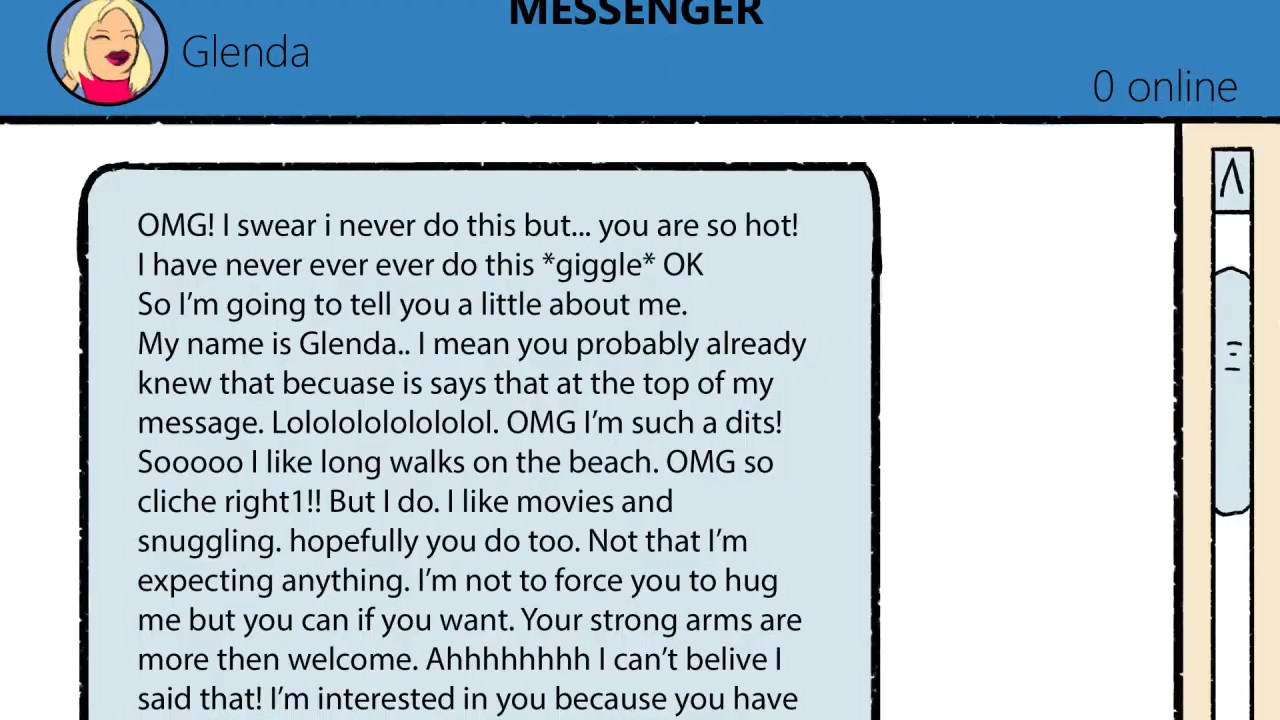 MESSENGER
Glenda
0 online
OMG! I swear i never do this but... you are so hot!
I have never ever ever do this *giggle* OK
So I'm going to tell you a little about me.
My name is Glenda.. I mean you probably already
knew that becuase is says that at the top of my
message. Lolololololololol. OMG I'm such a dits!
Sooooo I like long walks on the beach. OMG so
cliche right1!! But I do. I like movies and
snuggling. hopefully you do too. Not that I'm
expecting anything. I'm not to force you to hug
me but you can if you want. Your strong arms are
more then welcome. Ahhhhhhhh I can't belive I
said that! I'm interested in you because you have